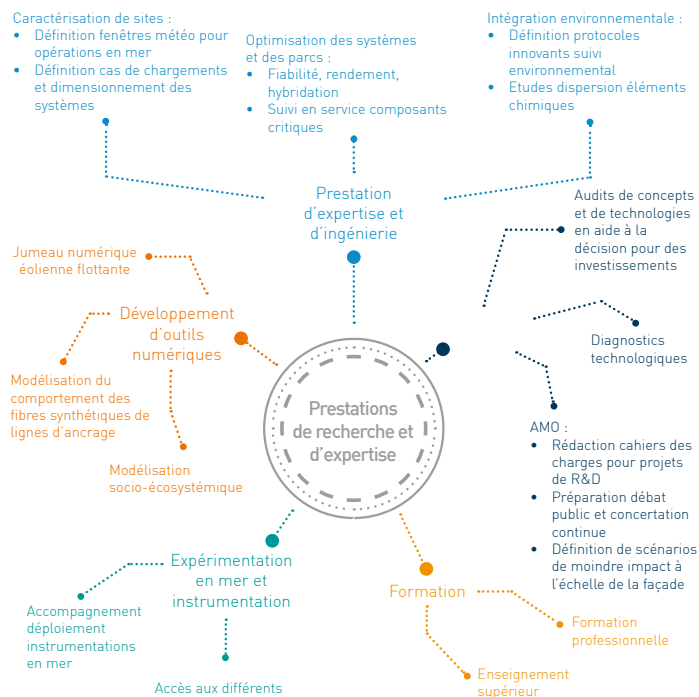 Caractérisation de sites :
• Définition fenêtres météo pour
opérations en mer
• Définition cas de chargements
et dimensionnement des
systèmes
Optimisation des systèmes
et des parcs :
• Fiabilité, rendement,
hybridation
• Suivi en service composants
critiques
Intégration environnementale :
• Définition protocoles
innovants suivi
environnemental
• Etudes dispersion éléments
chimiques
Prestation
d'expertise et
d'ingénierie
Audits de concepts
et de technologies
en aide à la
décision pour des
investissements
Diagnostics
technologiques
AMO :
• Rédaction cahiers des
charges pour projets
de R&D
• Préparation débat
public et concertation
continue
• Définition de scénarios
de moindre impact à
l'échelle de la façade
Jumeau numérique
éolienne flottante
Développement
d'outils
numériques
Modélisation du
comportement des
fibres synthétiques de
lignes d'ancrage
Modélisation
socio-écosystémique
Prestations
de recherche et
d'expertise
Expérimentation
en mer et
instrumentation
Accompagnement
déploiement
instrumentations
en mer
Accès aux différents
Formation
Formation
professionnelle
Enseignement
supérieur